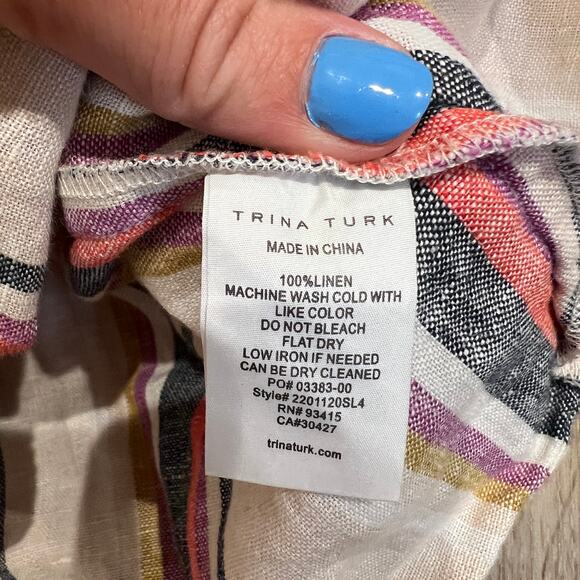 TRINA TURK
MADE IN CHINA
100%LINEN
MACHINE WASH COLD WITH
LIKE COLOR
DO NOT BLEACH
FLAT DRY
LOW IRON IF NEEDED
CAN BE DRY CLEANED
PO# 03383-00
Style# 2201120SL4
RN# 93415
CA#30427
trinaturk.com